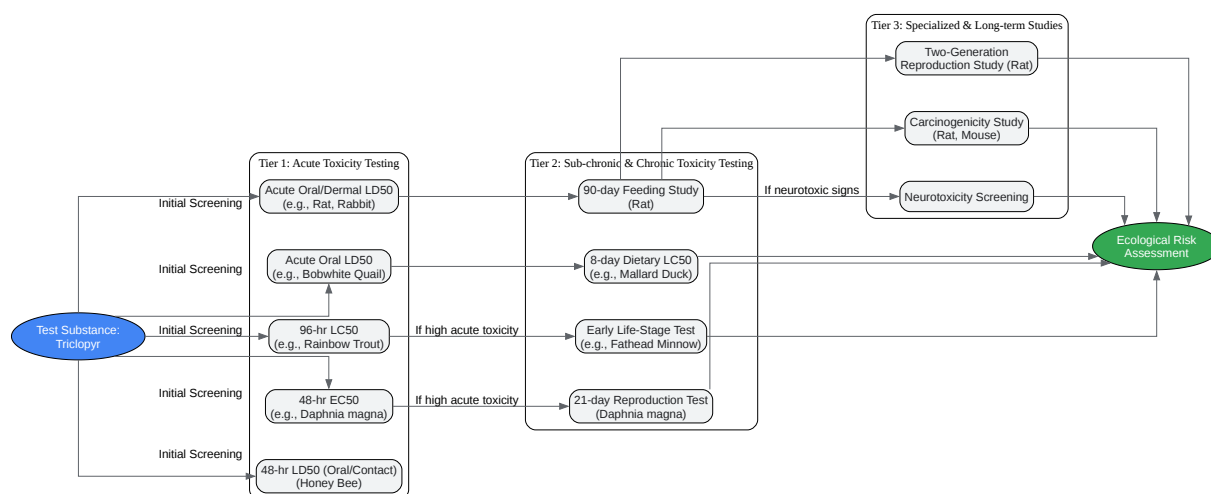 Tier 3: Specialized & Long-term Studies
Two-Generation
Reproduction Study (Rat)
Carcinogenicity Study
(Rat, Mouse)
Neurotoxicity Screening
Tier 1: Acute Toxicity Testing
Acute Oral/Dermal LD50
(e.g., Rat, Rabbit)
Acute Oral LD50
(e.g., Bobwhite Quail)
96-hr LC50
(e.g., Rainbow Trout)
48-hr EC50
(e.g., Daphnia magna)
48-hr LD50 (Oral/Contact)
(Honey Bee)
Tier 2: Sub-chronic & Chronic Toxicity Testing
90-day Feeding Study
(Rat)
8-day Dietary LC50
(e.g., Mallard Duck)
Early Life-Stage Test
(e.g., Fathead Minnow)
21-day Reproduction Test
(Daphnia magna)
Initial Screening
Initial Screening
Initial Screening
Initial Screening
Initial Screening
If neurotoxic signs
If high acute toxicity
If high acute toxicity
Test Substance:
Triclopyr
Ecological Risk
Assessment